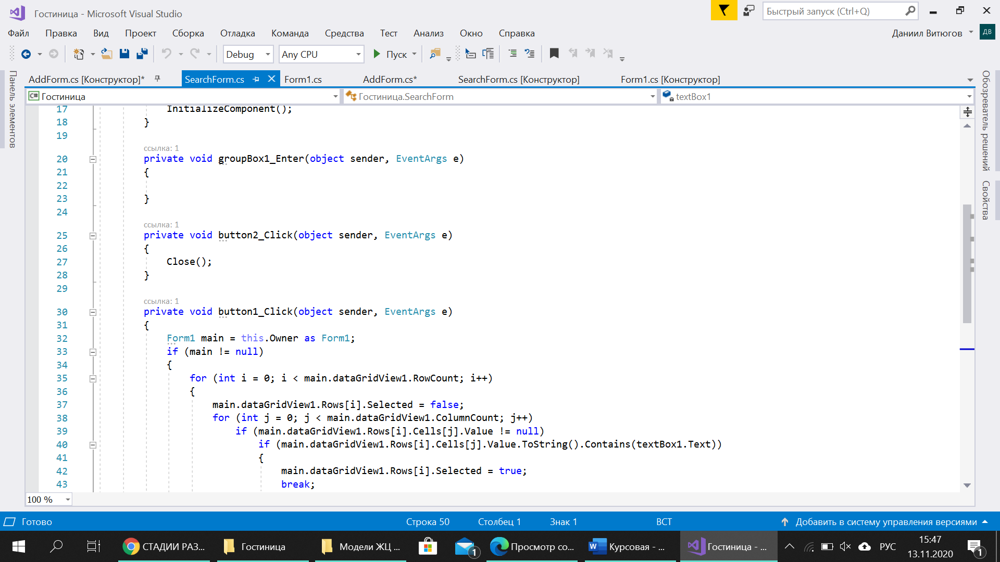 Гостиница - Microsoft Visual Studio
Быстрый запуск (Ctrl+Q)
Файл Правка Вид Проект Сборка Отладка Команда Средства Тест Анализ Окно Справка
Даниил Витюгов ДВ
Debug Any CPU Пуск
Панель элементов
AddForm.cs [Конструктор]* SearchForm.cs Form1.cs AddForm.cs* SearchForm.cs [Конструктор] Form1.cs [Конструктор]
C# Гостиница Гостиница.SearchForm textBox1
Обозреватель решений
Свойства
17 InitializeComponent();
18 }
19
ссылка: 1
20 private void groupBox1_Enter(object sender, EventArgs e)
21 {
22
23 }
24
ссылка: 1
25 private void button2_Click(object sender, EventArgs e)
26 {
27 Close();
28 }
29
ссылка: 1
30 private void button1_Click(object sender, EventArgs e)
31 {
32 Form1 main = this.Owner as Form1;
33 if (main != null)
34 {
35 for (int i = 0; i < main.dataGridView1.RowCount; i++)
36 {
37 main.dataGridView1.Rows[i].Selected = false;
38 for (int j = 0; j < main.dataGridView1.ColumnCount; j++)
39 if (main.dataGridView1.Rows[i].Cells[j].Value != null)
40 if (main.dataGridView1.Rows[i].Cells[j].Value.ToString().Contains(textBox1.Text))
41 {
42 main.dataGridView1.Rows[i].Selected = true;
43 break;
100 %
Готово Строка 50 Столбец 1 Знак 1 ВСТ Добавить в систему управления версиями
СТАДИИ РАЗ... Гостиница Модели ЖЦ ... 1 Просмотр со... Курсовая - ... Гостиница - ... РУС 15:47
13.11.2020 1